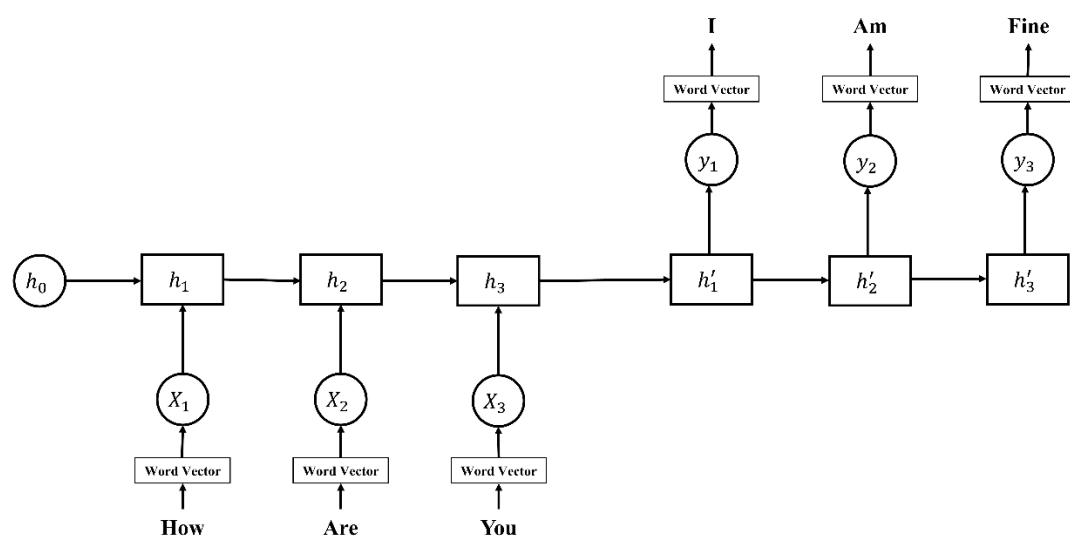 I Am Fine
Word Vector Word Vector Word Vector
y₁ y₂ y₃
h₀ h₁ h₂ h₃ h′₁ h′₂ h′₃
X₁ X₂ X₃
Word Vector Word Vector Word Vector
How Are You